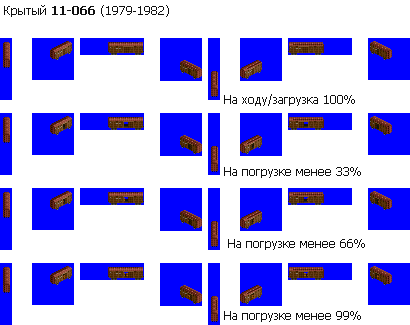 Крытый 11-066 (1979-1982)
На ходу/загрузка 100%
На погрузке менее 33%
На погрузке менее 66%
На погрузке менее 99%